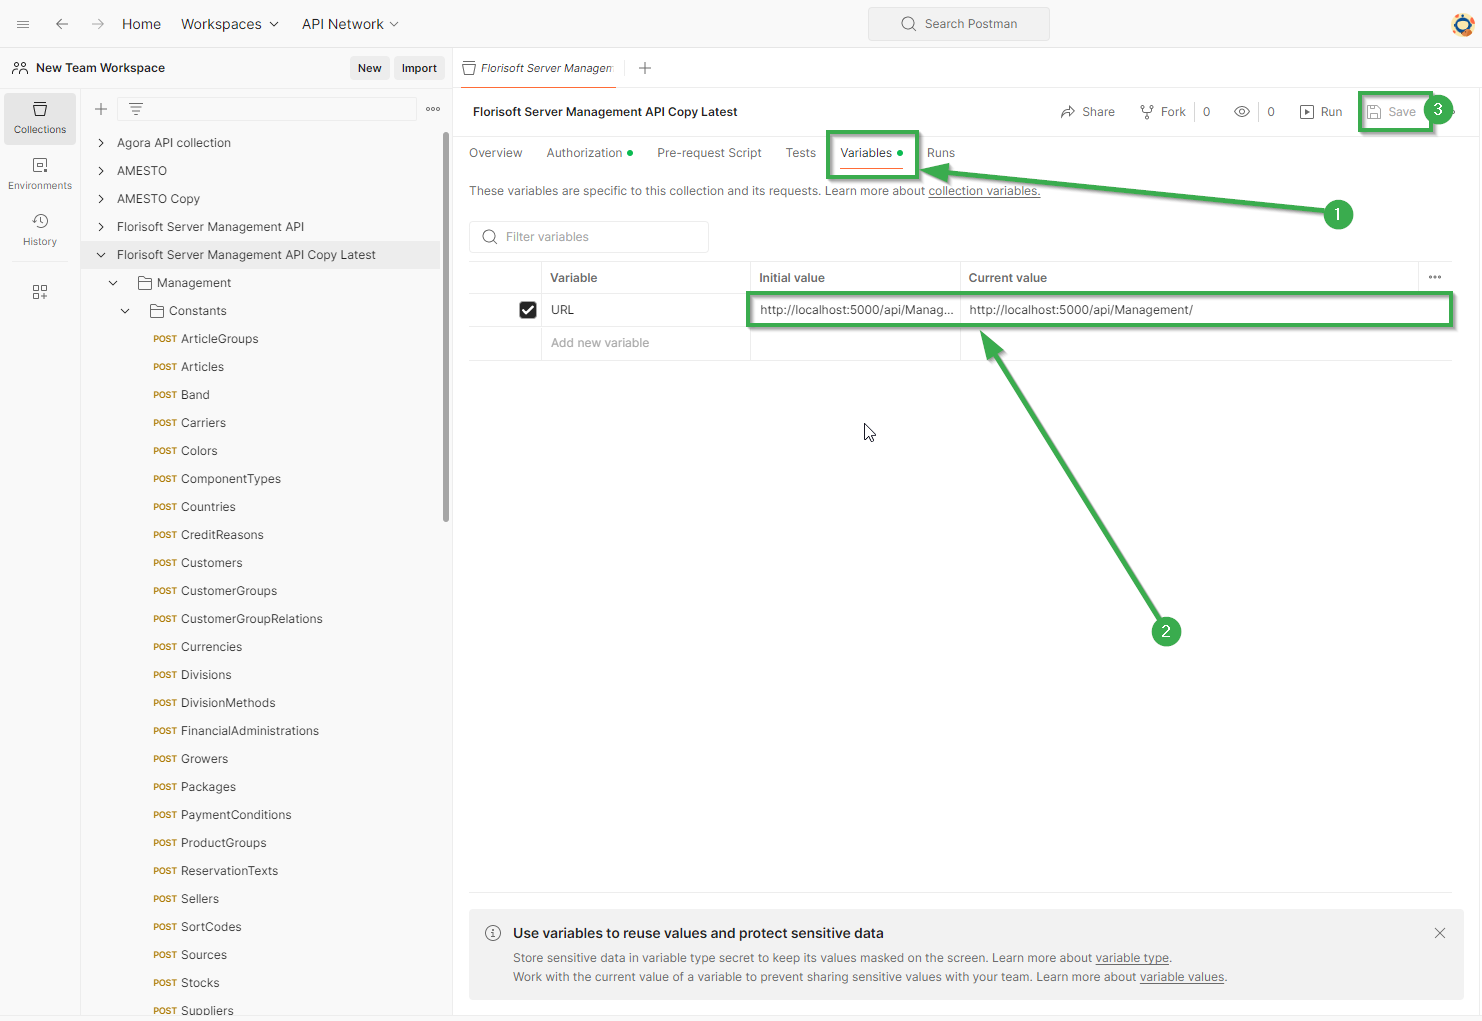 Home Workspaces API Network Search Postman
New Team Workspace New Import
Florisoft Server Managem
Collections
Environments
History
Agora API collection
AMESTO
AMESTO Copy
Florisoft Server Management API
Florisoft Server Management API Copy Latest
Management
Constants
POST ArticleGroups
POST Articles
POST Band
POST Carriers
POST Colors
POST ComponentTypes
POST Countries
POST CreditReasons
POST Customers
POST CustomerGroups
POST CustomerGroupRelations
POST Currencies
POST Divisions
POST DivisionMethods
POST FinancialAdministrations
POST Growers
POST Packages
POST PaymentConditions
POST ProductGroups
POST ReservationTexts
POST Sellers
POST SortCodes
POST Sources
POST Stocks
POST Suppliers
Florisoft Server Management API Copy Latest Share Fork 0 0 Run Save 3
Overview Authorization Pre-request Script Tests Variables Runs
These variables are specific to this collection and its requests. Learn more about collection variables.
1
Filter variables
Variable Initial value Current value
URL http://localhost:5000/api/Manag... http://localhost:5000/api/Management/
Add new variable
2
Use variables to reuse values and protect sensitive data
Store sensitive data in variable type secret to keep its values masked on the screen. Learn more about variable type.
Work with the current value of a variable to prevent sharing sensitive values with your team. Learn more about variable values.